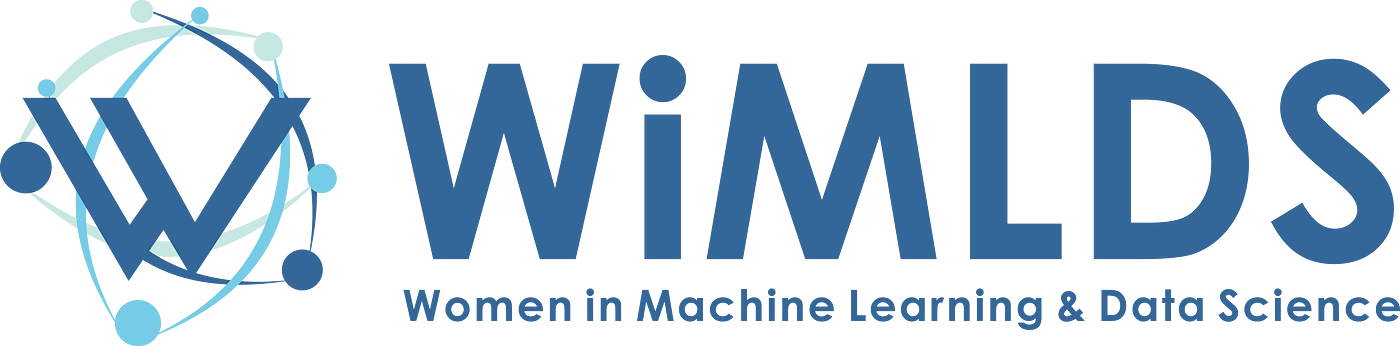 W
WiMLDS
Women in Machine Learning & Data Science